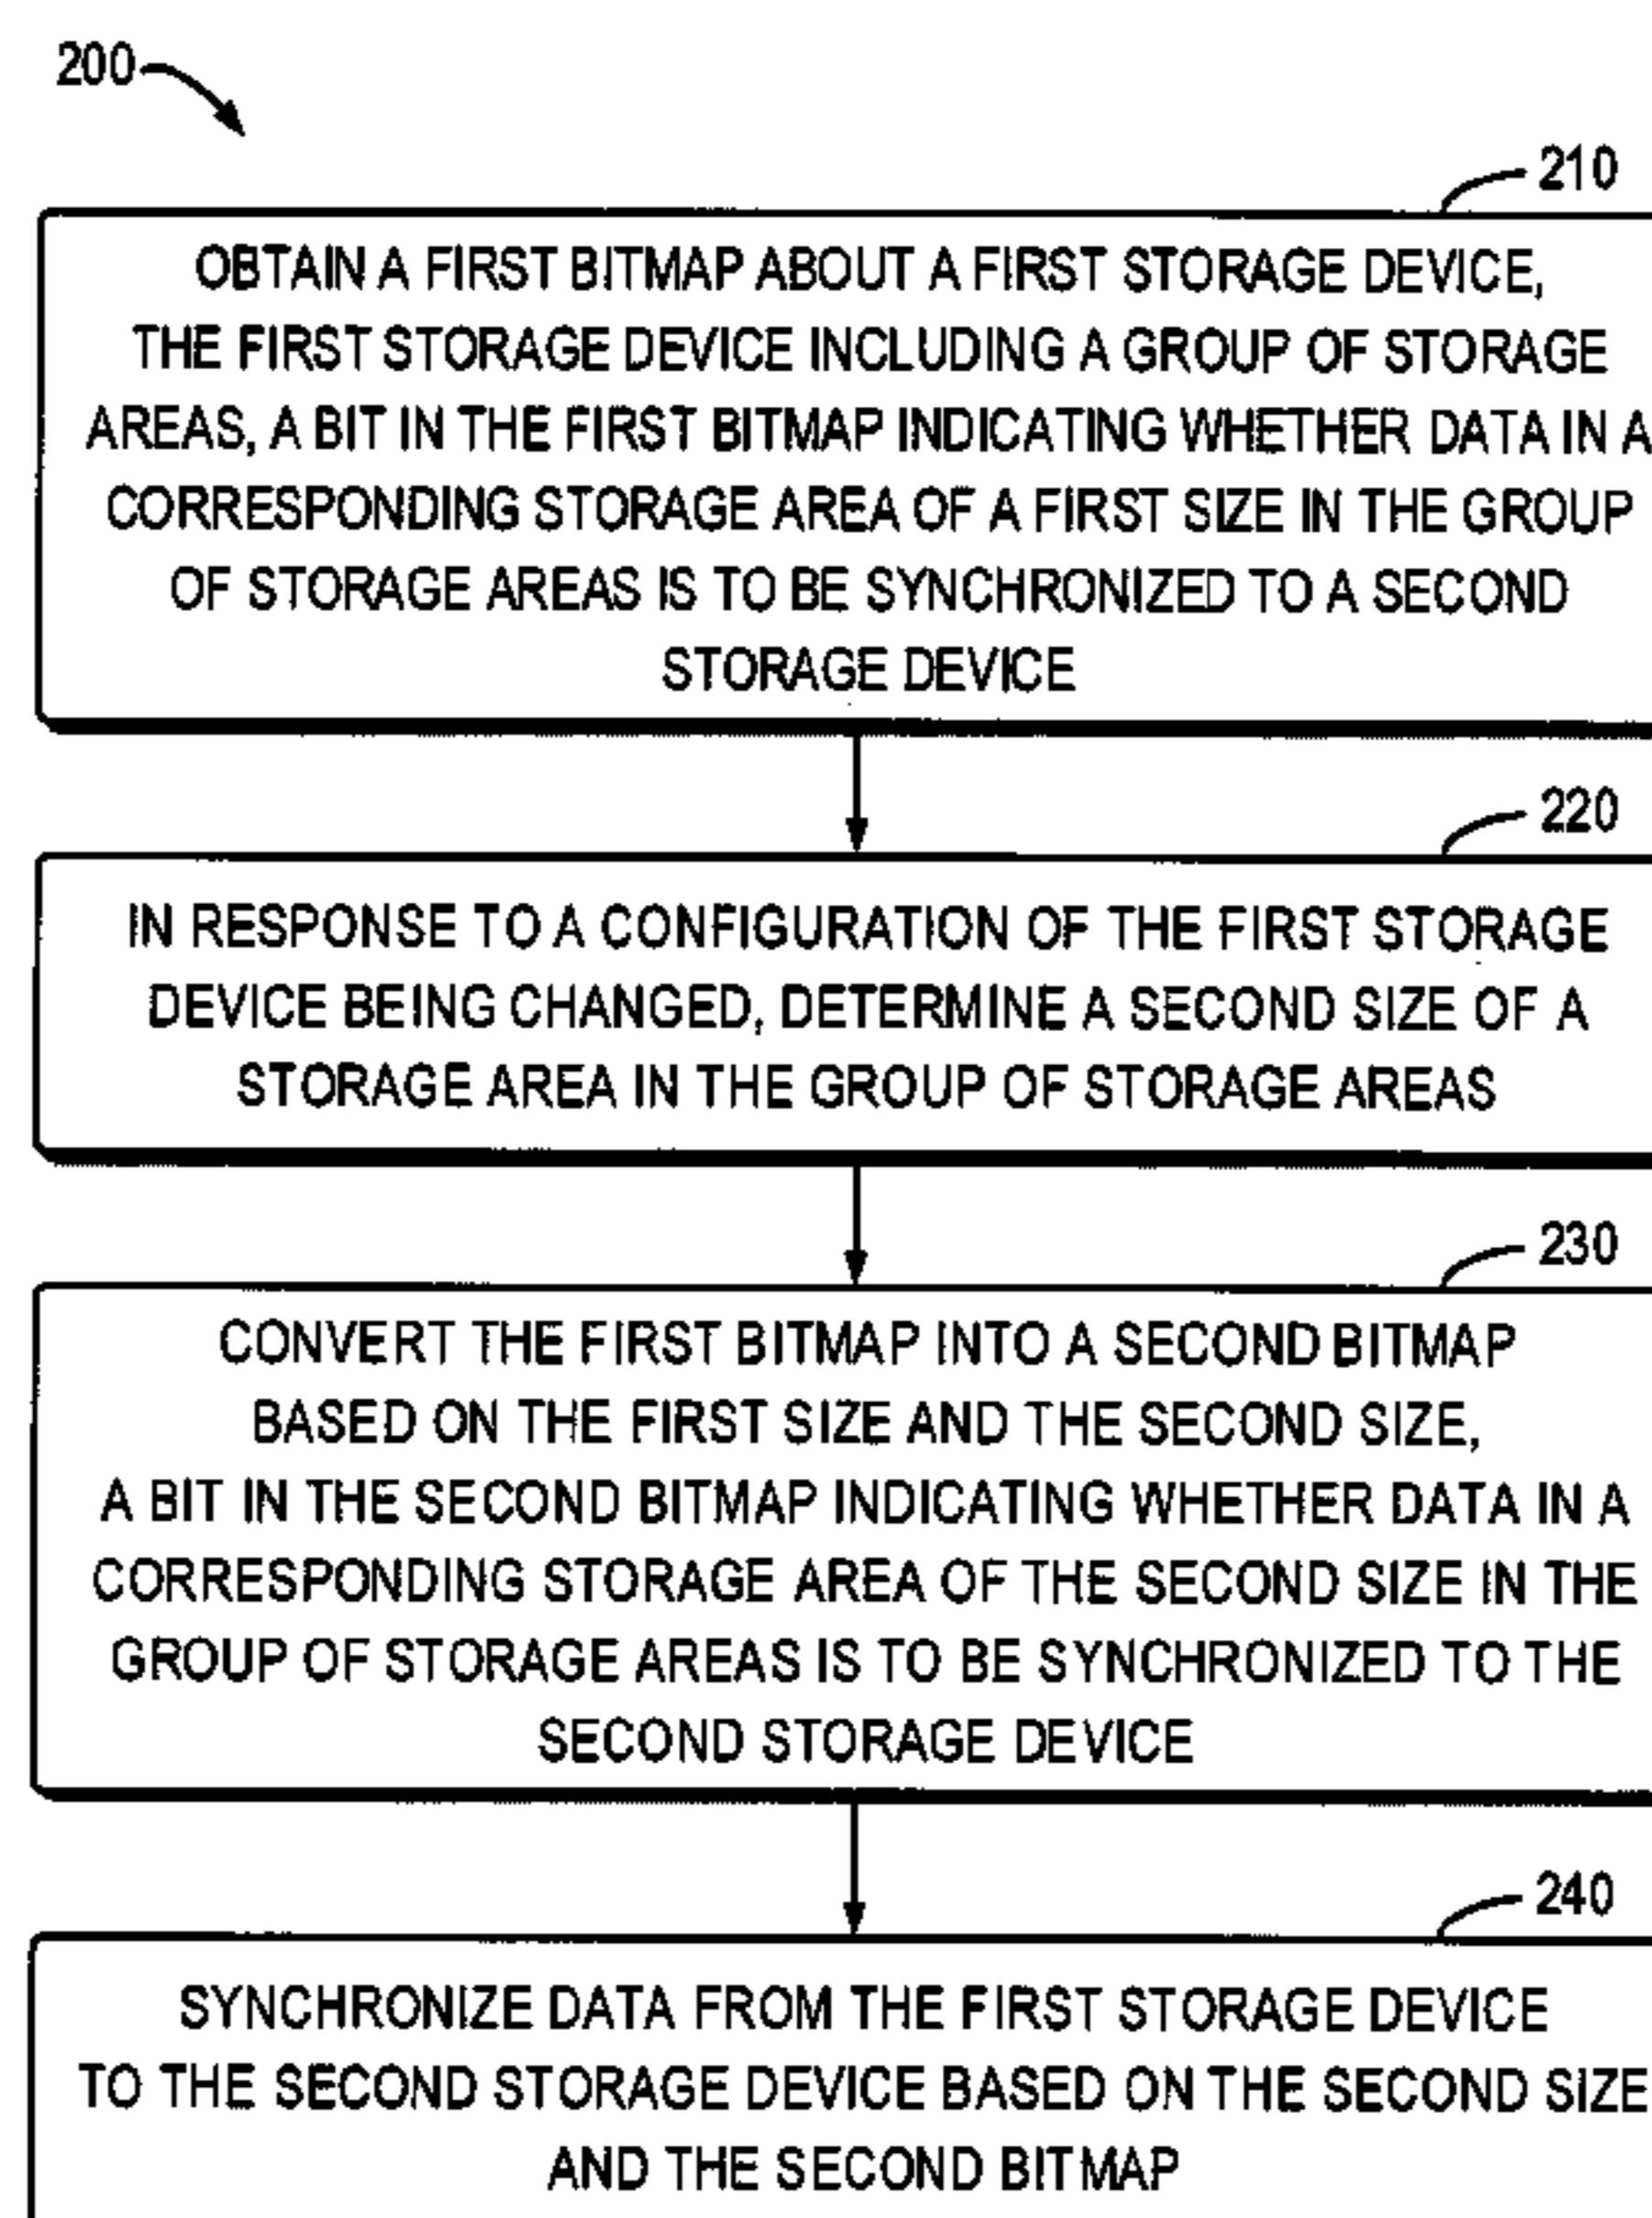 200
210
OBTAIN A FIRST BITMAP ABOUT A FIRST STORAGE DEVICE,
THE FIRST STORAGE DEVICE INCLUDING A GROUP OF STORAGE
AREAS, A BIT IN THE FIRST BITMAP INDICATING WHETHER DATA IN A
CORRESPONDING STORAGE AREA OF A FIRST SIZE IN THE GROUP
OF STORAGE AREAS IS TO BE SYNCHRONIZED TO A SECOND
STORAGE DEVICE
220
IN RESPONSE TO A CONFIGURATION OF THE FIRST STORAGE
DEVICE BEING CHANGED, DETERMINE A SECOND SIZE OF A
STORAGE AREA IN THE GROUP OF STORAGE AREAS
230
CONVERT THE FIRST BITMAP INTO A SECOND BITMAP
BASED ON THE FIRST SIZE AND THE SECOND SIZE,
A BIT IN THE SECOND BITMAP INDICATING WHETHER DATA IN A
CORRESPONDING STORAGE AREA OF THE SECOND SIZE IN THE
GROUP OF STORAGE AREAS IS TO BE SYNCHRONIZED TO THE
SECOND STORAGE DEVICE
240
SYNCHRONIZE DATA FROM THE FIRST STORAGE DEVICE
TO THE SECOND STORAGE DEVICE BASED ON THE SECOND SIZE
AND THE SECOND BITMAP